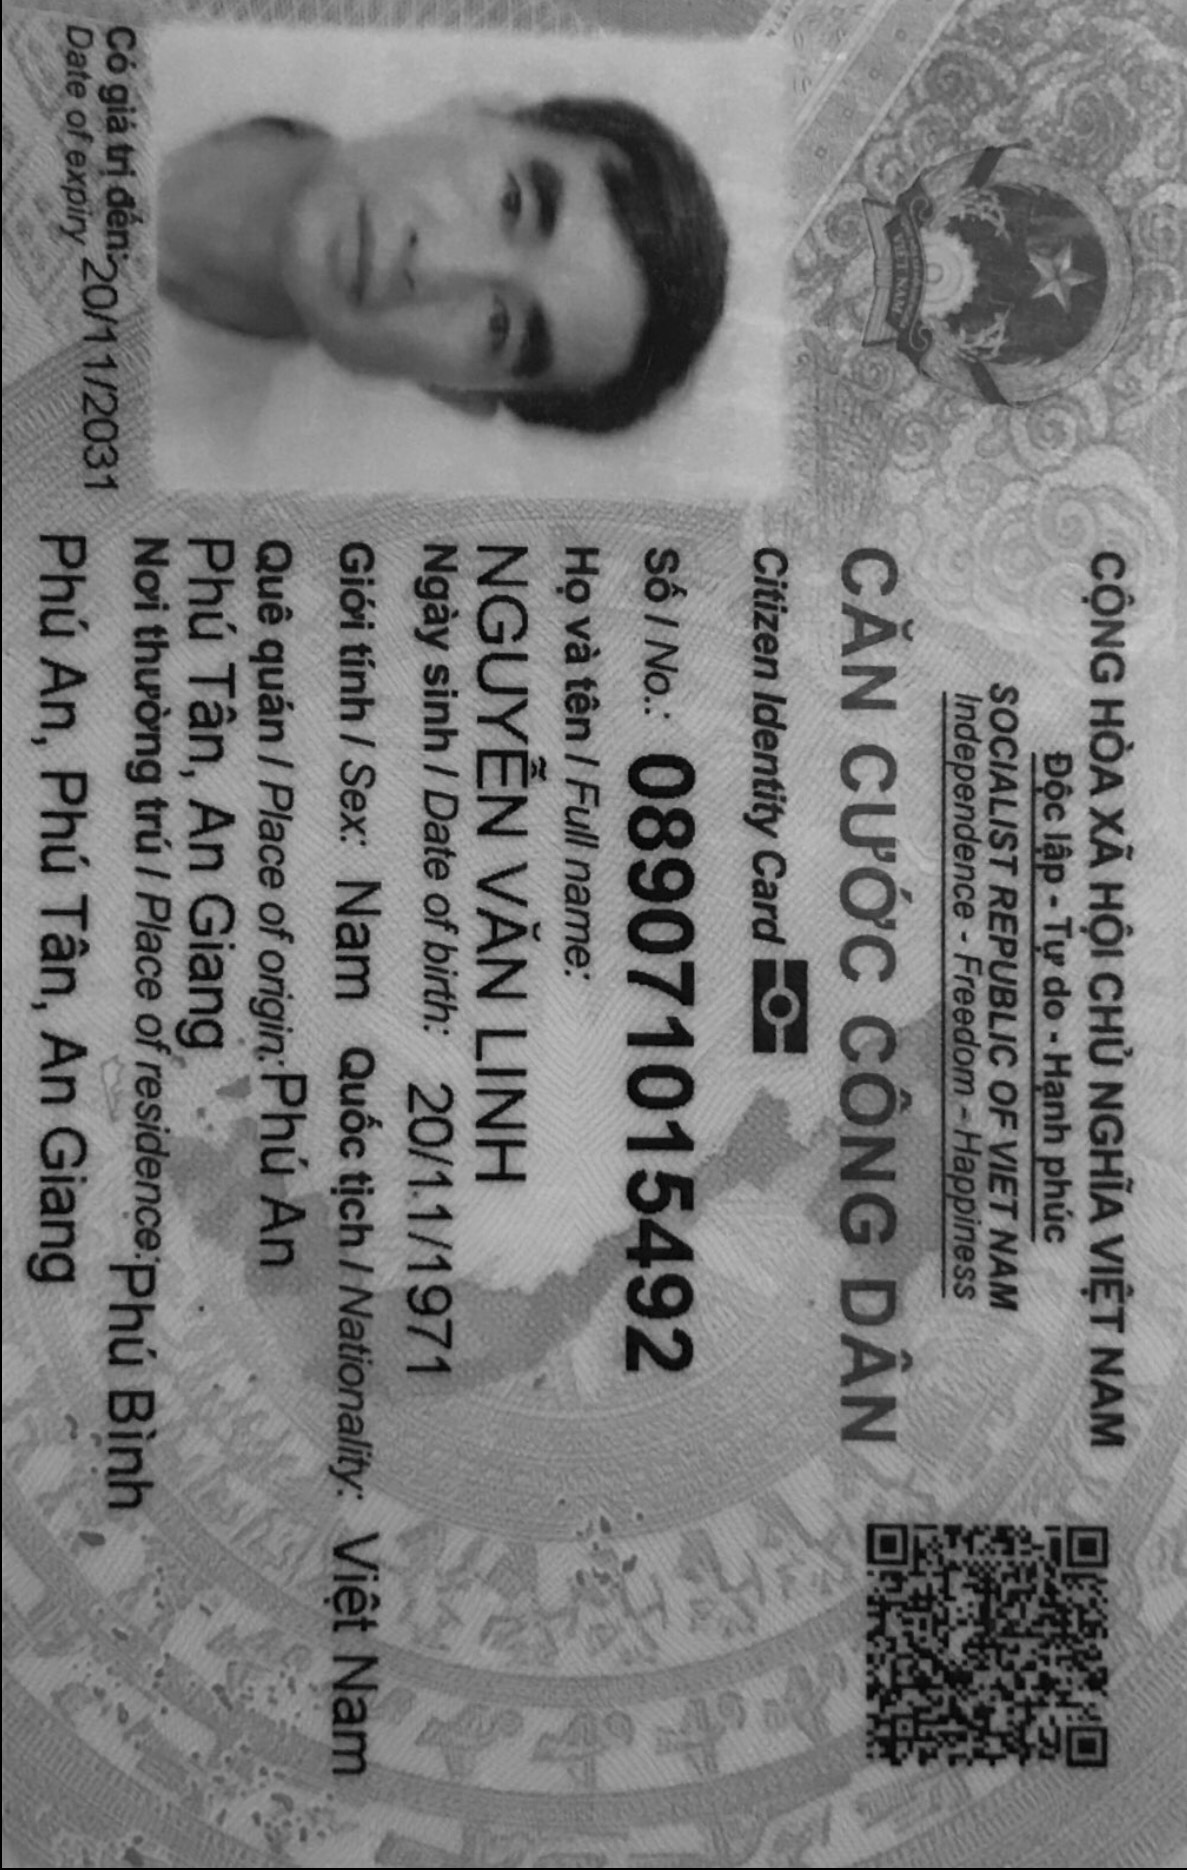 CỘNG HÒA XÃ HỘI CHỦ NGHĨA VIỆT NAM
Độc lập - Tự do - Hạnh phúc
SOCIALIST REPUBLIC OF VIET NAM
Independence - Freedom - Happiness
VIỆT NAM
CĂN CƯỚC CÔNG DÂN
Citizen Identity Card
Số / No.: 089071015492
Họ và tên / Full name:
NGUYỄN VĂN LINH
Ngày sinh / Date of birth: 20/11/1971
Giới tính / Sex: Nam Quốc tịch / Nationality: Việt Nam
Quê quán / Place of origin: Phú An
Phú Tân, An Giang
Nơi thường trú / Place of residence: Phú Bình
Phú An, Phú Tân, An Giang
Có giá trị đến: 20/11/2031
Date of expiry